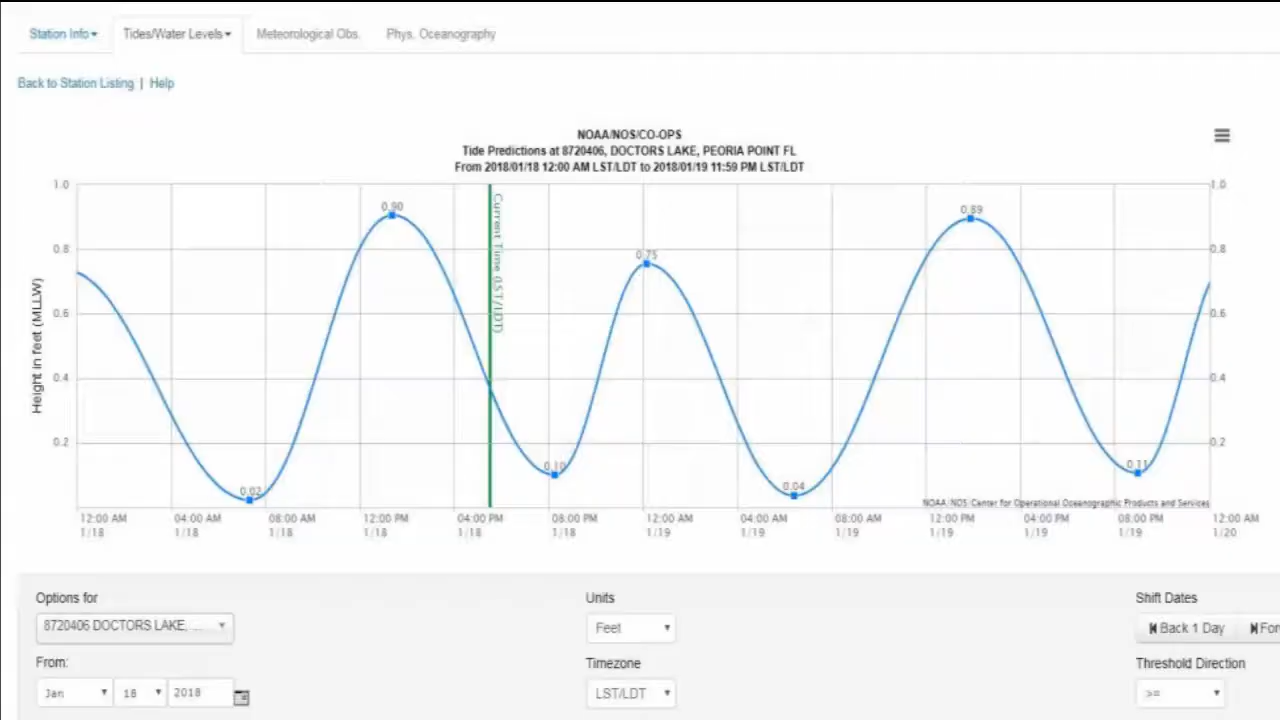 Station Info
Tides/Water Levels
Meteorological Obs.
Phys. Oceanography
Back to Station Listing | Help
NOAA/NOS/CO-OPS
Tide Predictions at 8720406, DOCTORS LAKE, PEORIA POINT FL
From 2018/01/18 12:00 AM LST/LDT to 2018/01/19 11:59 PM LST/LDT
Height in feet (MLLW)
1.0
0.8
0.6
0.4
0.2
0.02
0.90
Current Time (LST/LDT)
0.10
0.75
0.04
0.89
0.11
1.0
0.8
0.6
0.4
0.2
NOAA/NOS/Center for Operational Oceanographic Products and Services
12:00 AM 1/18
04:00 AM 1/18
08:00 AM 1/18
12:00 PM 1/18
04:00 PM 1/18
08:00 PM 1/18
12:00 AM 1/19
04:00 AM 1/19
08:00 AM 1/19
12:00 PM 1/19
04:00 PM 1/19
08:00 PM 1/19
12:00 AM 1/20
Options for
8720406 DOCTORS LAKE, ...
From:
Jan 18 2018
Units
Feet
Timezone
LST/LDT
Shift Dates
Back 1 Day
For
Threshold Direction
>=